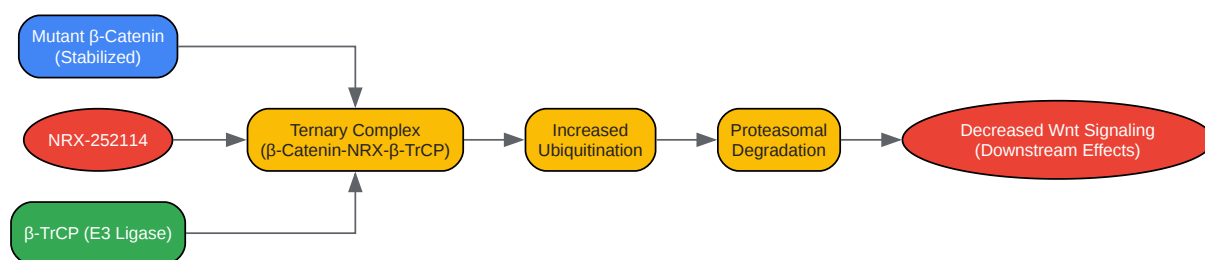 Mutant β-Catenin
(Stabilized)
NRX-252114
β-TrCP (E3 Ligase)
Ternary Complex
(β-Catenin-NRX-β-TrCP)
Increased
Ubiquitination
Proteasomal
Degradation
Decreased Wnt Signaling
(Downstream Effects)